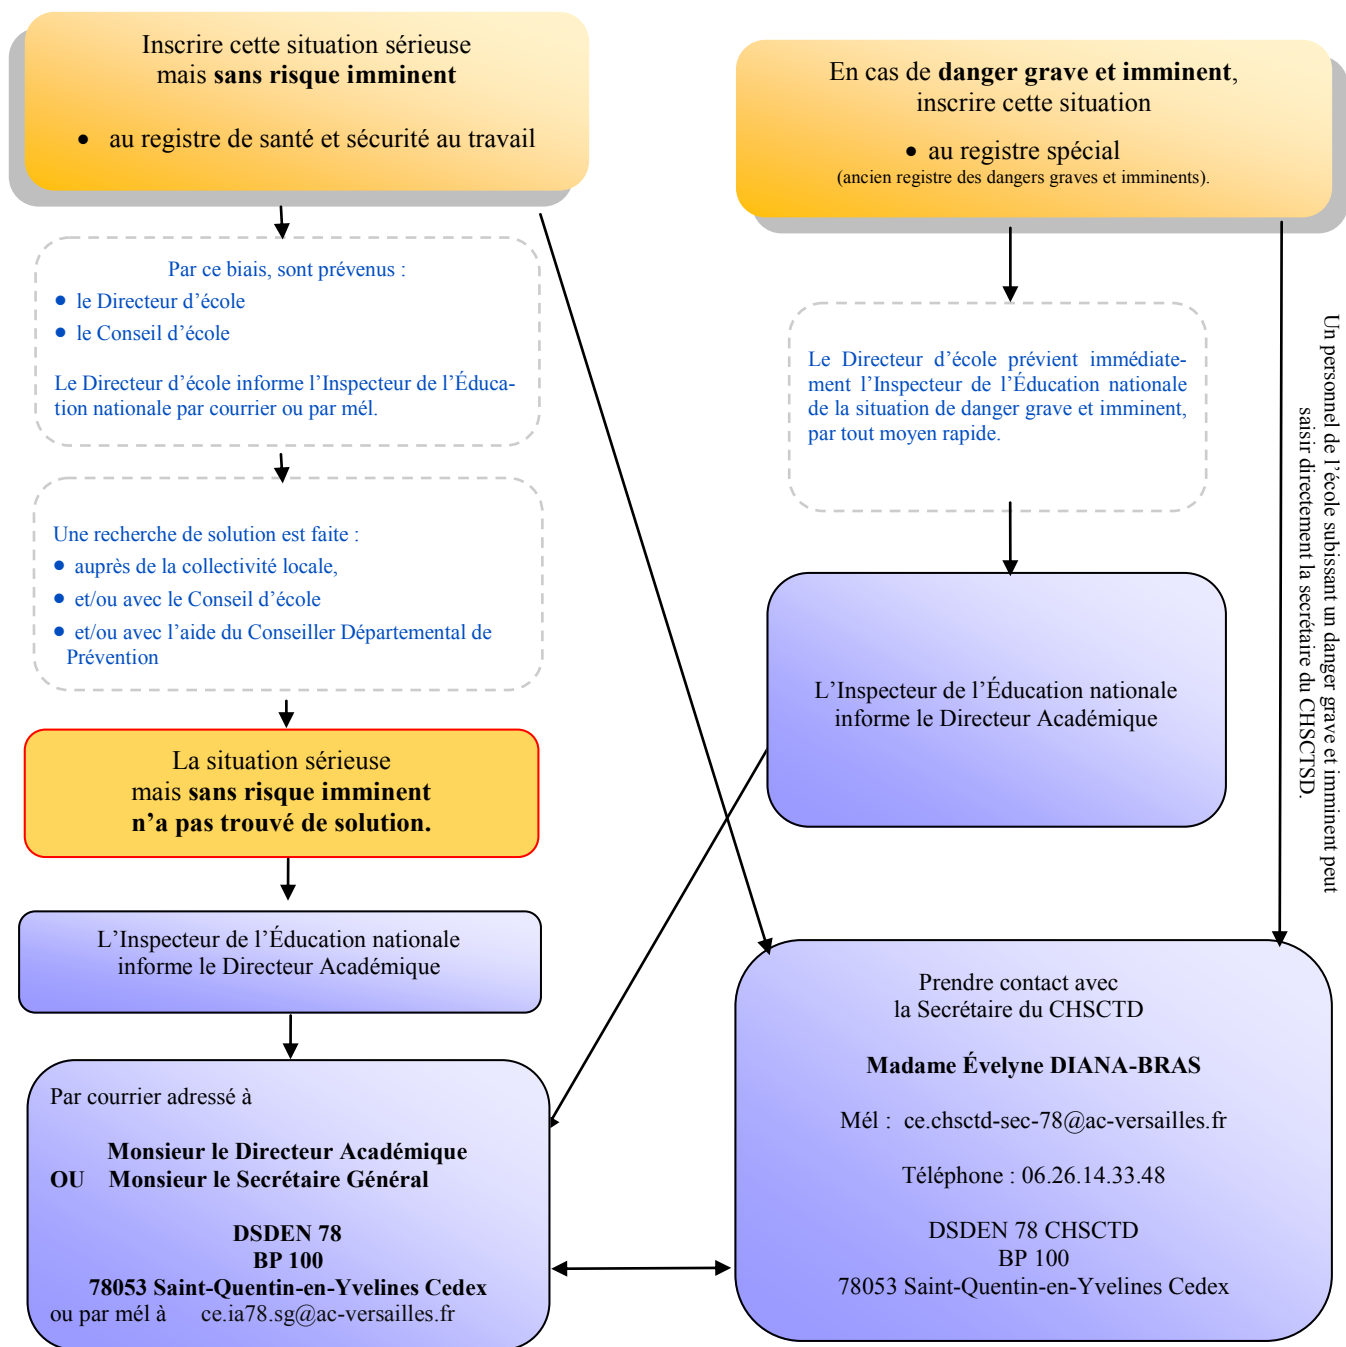 Inscrire cette situation sérieuse
mais sans risque imminent
• au registre de santé et sécurité au travail
Par ce biais, sont prévenus :
• le Directeur d’école
• le Conseil d’école
Le Directeur d’école informe l’Inspecteur de l’Éduca-
tion nationale par courrier ou par mél.
Une recherche de solution est faite :
• auprès de la collectivité locale,
• et/ou avec le Conseil d’école
• et/ou avec l’aide du Conseiller Départemental de
Prévention
La situation sérieuse
mais sans risque imminent
n’a pas trouvé de solution.
L’Inspecteur de l’Éducation nationale
informe le Directeur Académique
Par courrier adressé à
Monsieur le Directeur Académique
OU Monsieur le Secrétaire Général
DSDEN 78
BP 100
78053 Saint-Quentin-en-Yvelines Cedex
ou par mél à ce.ia78.sg@ac-versailles.fr
En cas de danger grave et imminent,
inscrire cette situation
• au registre spécial
(ancien registre des dangers graves et imminents).
Le Directeur d’école prévient immédiate-
ment l’Inspecteur de l’Éducation nationale
de la situation de danger grave et imminent,
par tout moyen rapide.
L’Inspecteur de l’Éducation nationale
informe le Directeur Académique
Un personnel de l’école subissant un danger grave et imminent peut
saisir directement la secrétaire du CHSCTSD.
Prendre contact avec
la Secrétaire du CHSCTD
Madame Évelyne DIANA-BRAS
Mél : ce.chsctd-sec-78@ac-versailles.fr
Téléphone : 06.26.14.33.48
DSDEN 78 CHSCTD
BP 100
78053 Saint-Quentin-en-Yvelines Cedex